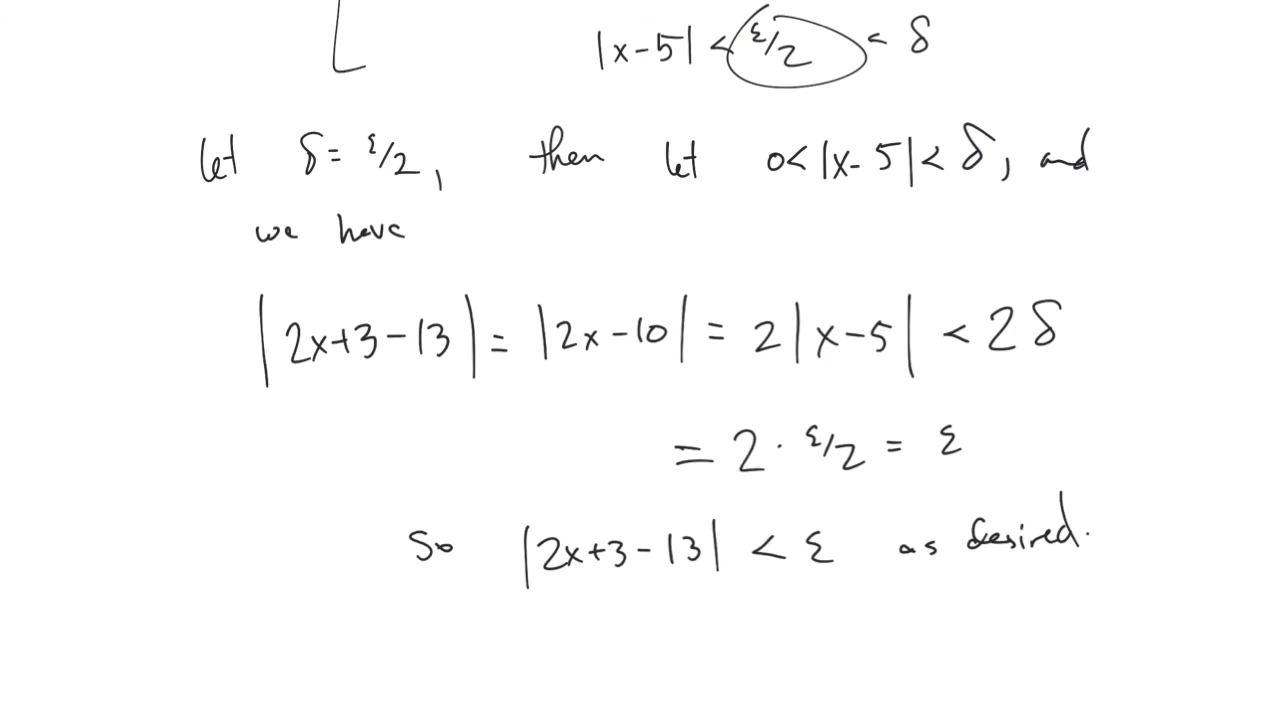 |x-5| < ε/2 < δ
let δ = ε/2, then let 0 < |x-5| < δ, and
we have
|2x+3-13| = |2x-10| = 2|x-5| < 2δ
= 2 · ε/2 = ε
So |2x+3-13| < ε as desired.